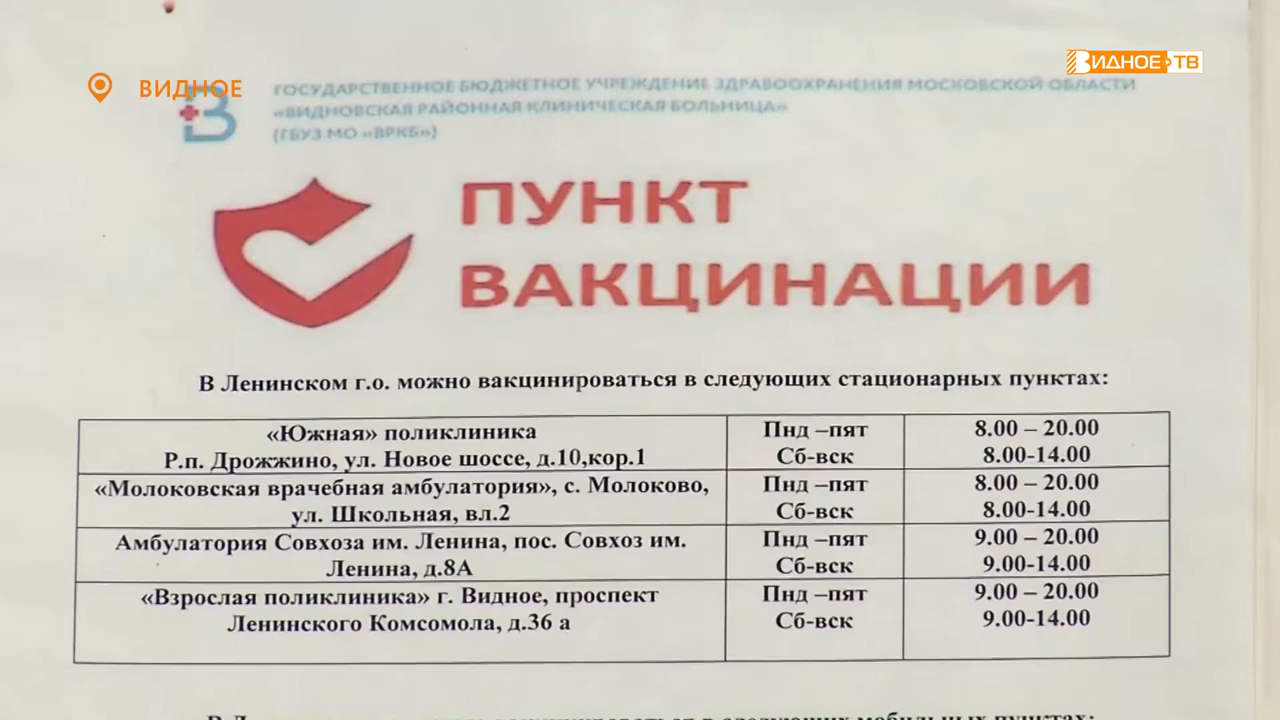 ВИДНОЕ
ВИДНОЕ-ТВ
В
ГОСУДАРСТВЕННОЕ БЮДЖЕТНОЕ УЧРЕЖДЕНИЕ ЗДРАВООХРАНЕНИЯ МОСКОВСКОЙ ОБЛАСТИ
«ВИДНОВСКАЯ РАЙОННАЯ КЛИНИЧЕСКАЯ БОЛЬНИЦА»
(ГБУЗ МО «ВРКБ»)
ПУНКТ
ВАКЦИНАЦИИ
В Ленинском г.о. можно вакцинироваться в следующих стационарных пунктах:
«Южная» поликлиника Пнд –пят 8.00 – 20.00
Р.п. Дрожжино, ул. Новое шоссе, д.10,кор.1 Сб-вск 8.00-14.00
«Молоковская врачебная амбулатория», с. Молоково, Пнд –пят 8.00 – 20.00
ул. Школьная, вл.2 Сб-вск 8.00-14.00
Амбулатория Совхоза им. Ленина, пос. Совхоз им. Пнд –пят 9.00 – 20.00
Ленина, д.8А Сб-вск 9.00-14.00
«Взрослая поликлиника» г. Видное, проспект Пнд –пят 9.00 – 20.00
Ленинского Комсомола, д.36 а Сб-вск 9.00-14.00
в следующих мобильных пунктах: